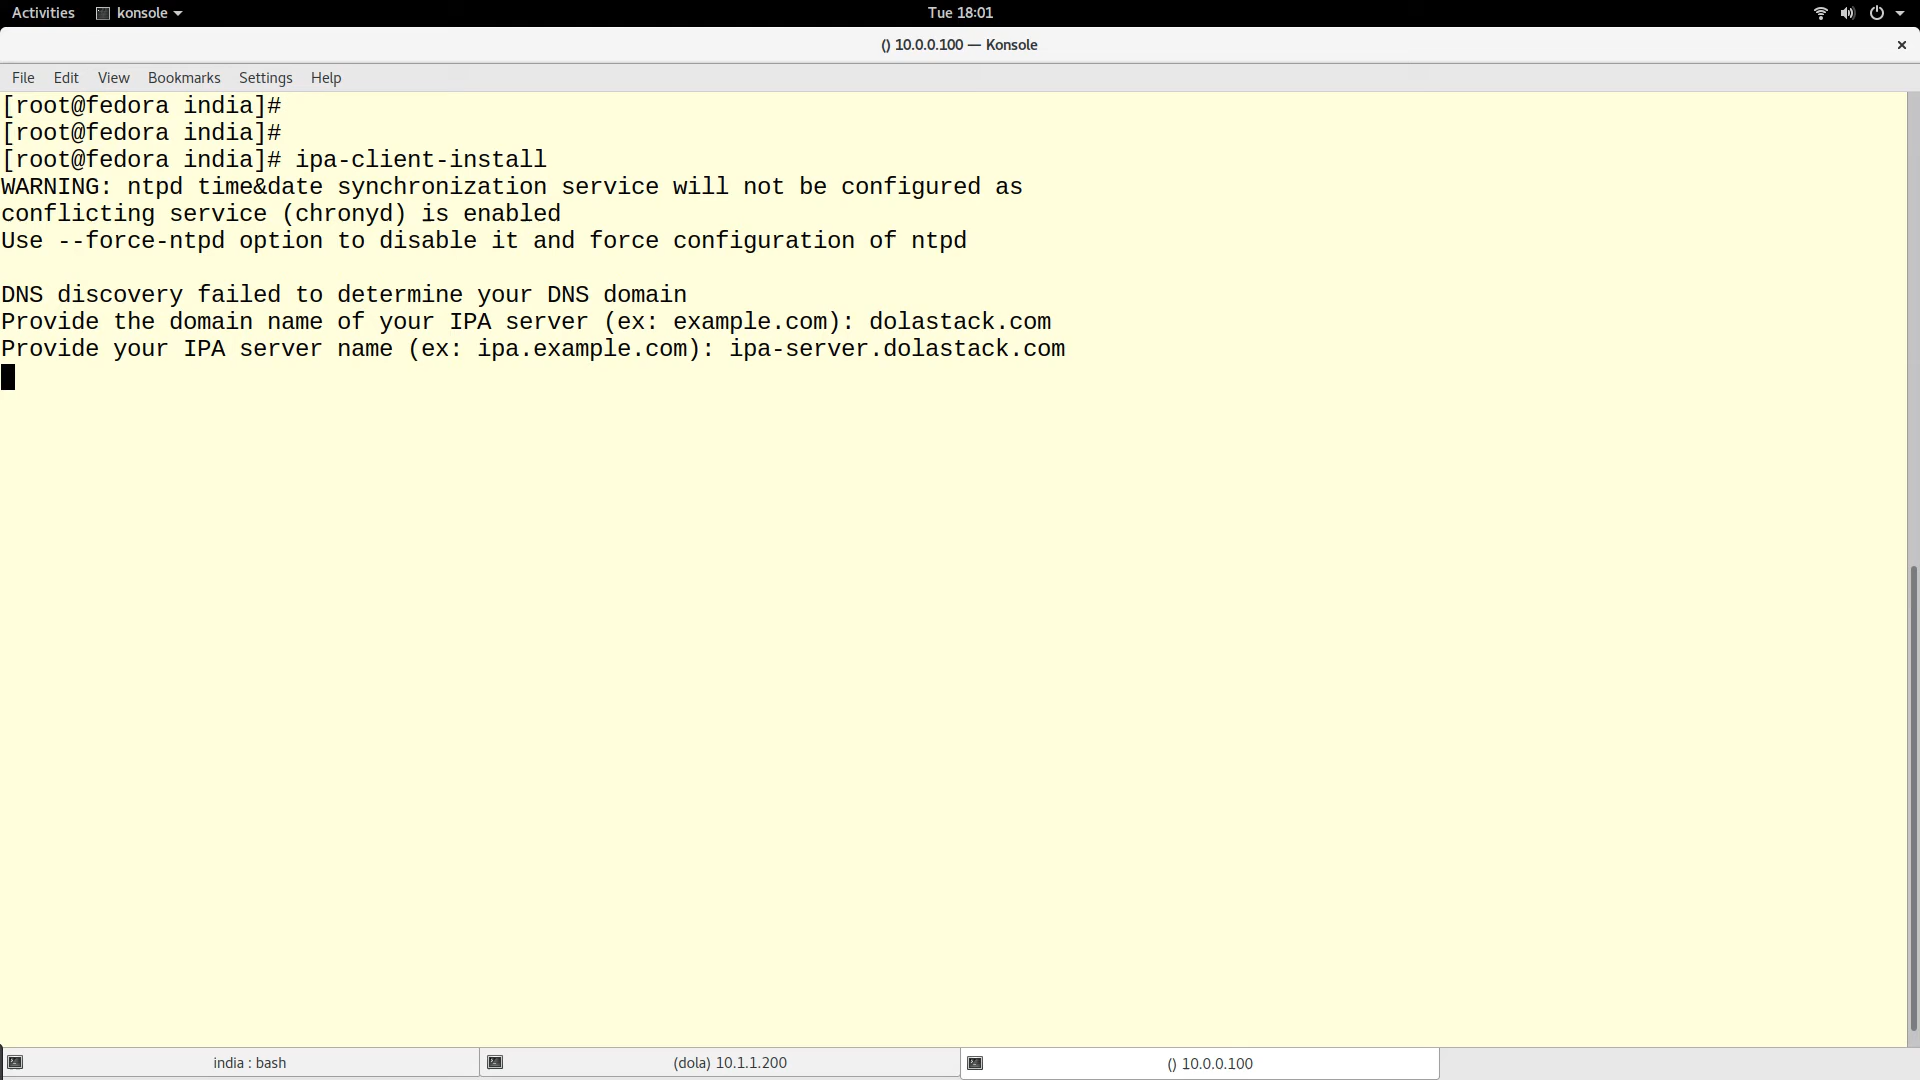 Activities konsole Tue 18:01
() 10.0.0.100 — Konsole
File Edit View Bookmarks Settings Help
[root@fedora india]#
[root@fedora india]#
[root@fedora india]# ipa-client-install
WARNING: ntpd time&date synchronization service will not be configured as
conflicting service (chronyd) is enabled
Use --force-ntpd option to disable it and force configuration of ntpd
DNS discovery failed to determine your DNS domain
Provide the domain name of your IPA server (ex: example.com): dolastack.com
Provide your IPA server name (ex: ipa.example.com): ipa-server.dolastack.com
india : bash (dola) 10.1.1.200 () 10.0.0.100